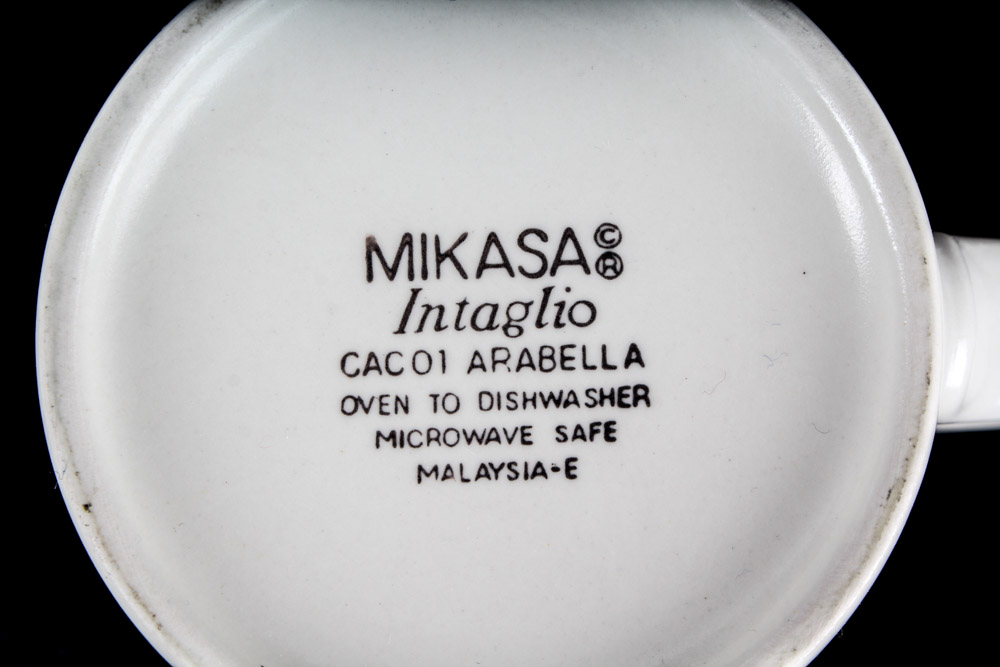 MIKASA©®
Intaglio
CAC01 ARABELLA
OVEN TO DISHWASHER
MICROWAVE SAFE
MALAYSIA-E